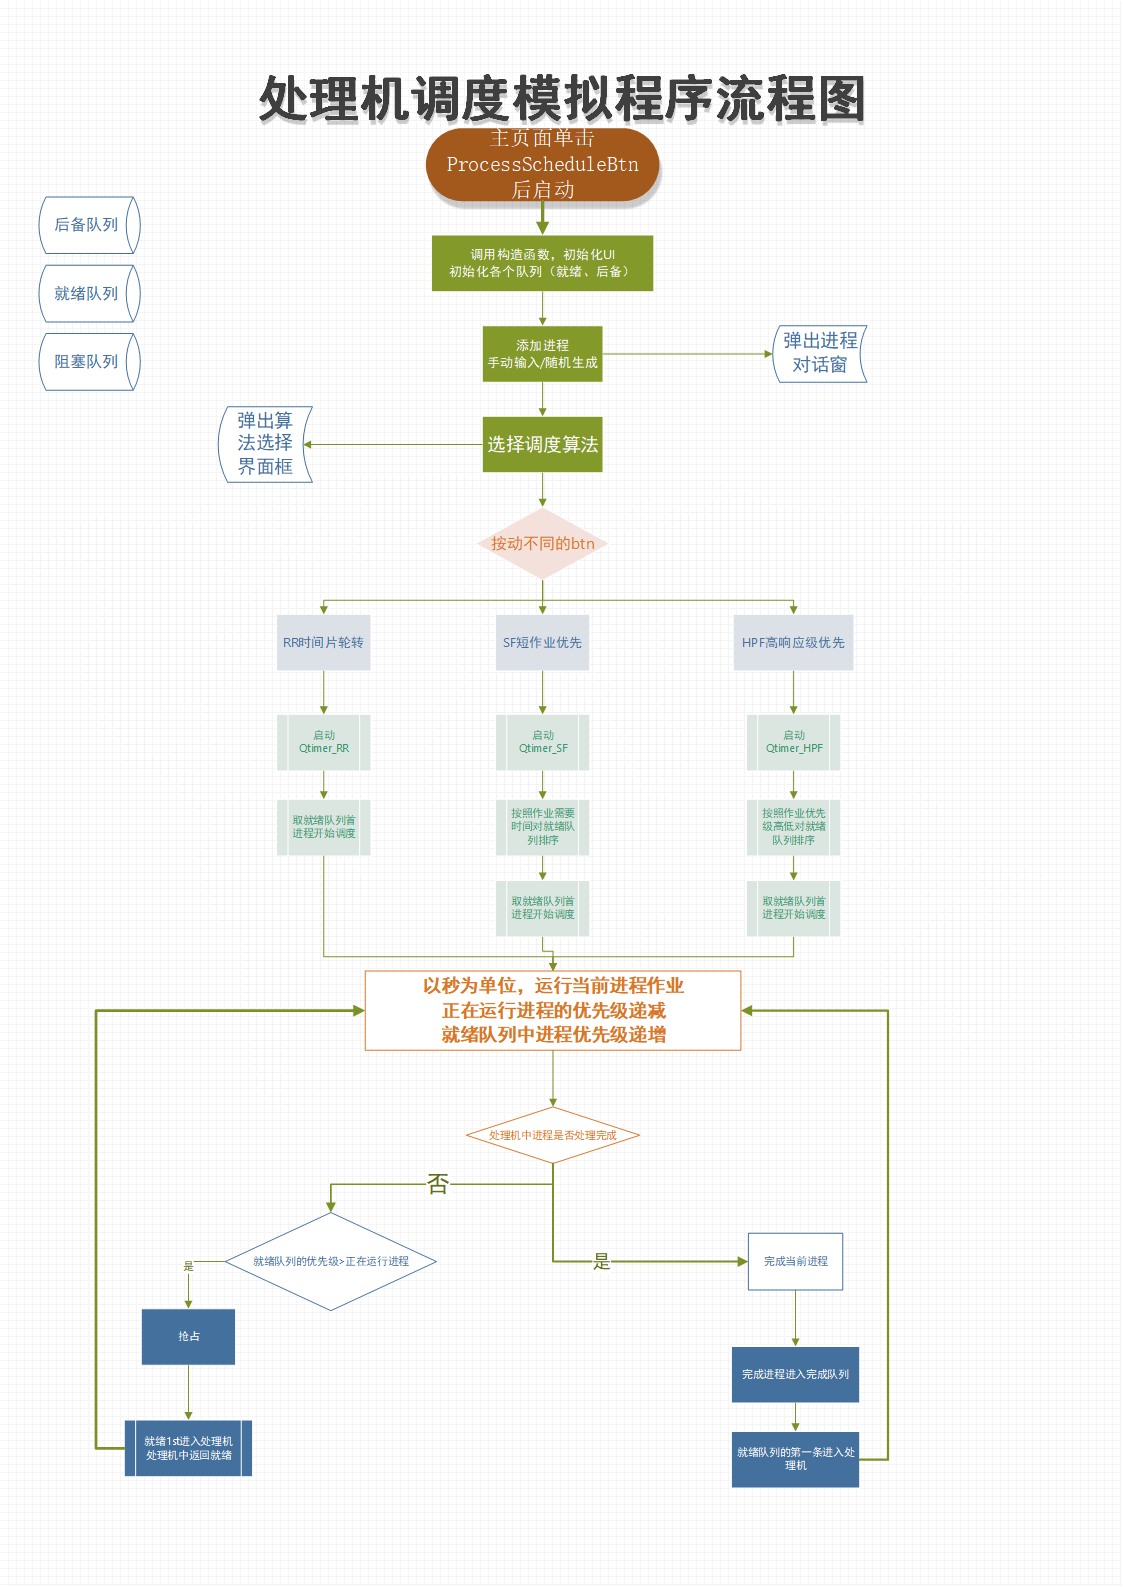 处理机调度模拟程序流程图
主页面单击
ProcessScheduleBtn
后启动
后备队列
就绪队列
阻塞队列
调用构造函数，初始化UI
初始化各个队列（就绪、后备）
添加进程
手动输入/随机生成
弹出进程
对话窗
弹出算
法选择
界面框
选择调度算法
按动不同的btn
RR时间片轮转
SF短作业优先
HPF高响应级优先
启动
Qtimer_RR
启动
Qtimer_SF
启动
Qtimer_HPF
取就绪队列首
进程开始调度
按照作业需要
时间对就绪队
列排序
按照作业优先
级高低对就绪
队列排序
取就绪队列首
进程开始调度
取就绪队列首
进程开始调度
以秒为单位，运行当前进程作业
正在运行进程的优先级递减
就绪队列中进程优先级递增
处理机中进程是否处理完成
否
是
就绪队列的优先级>正在运行进程
是
完成当前进程
抢占
完成进程进入完成队列
就绪1st进入处理机
处理机中返回就绪
就绪队列的第一条进入处
理机